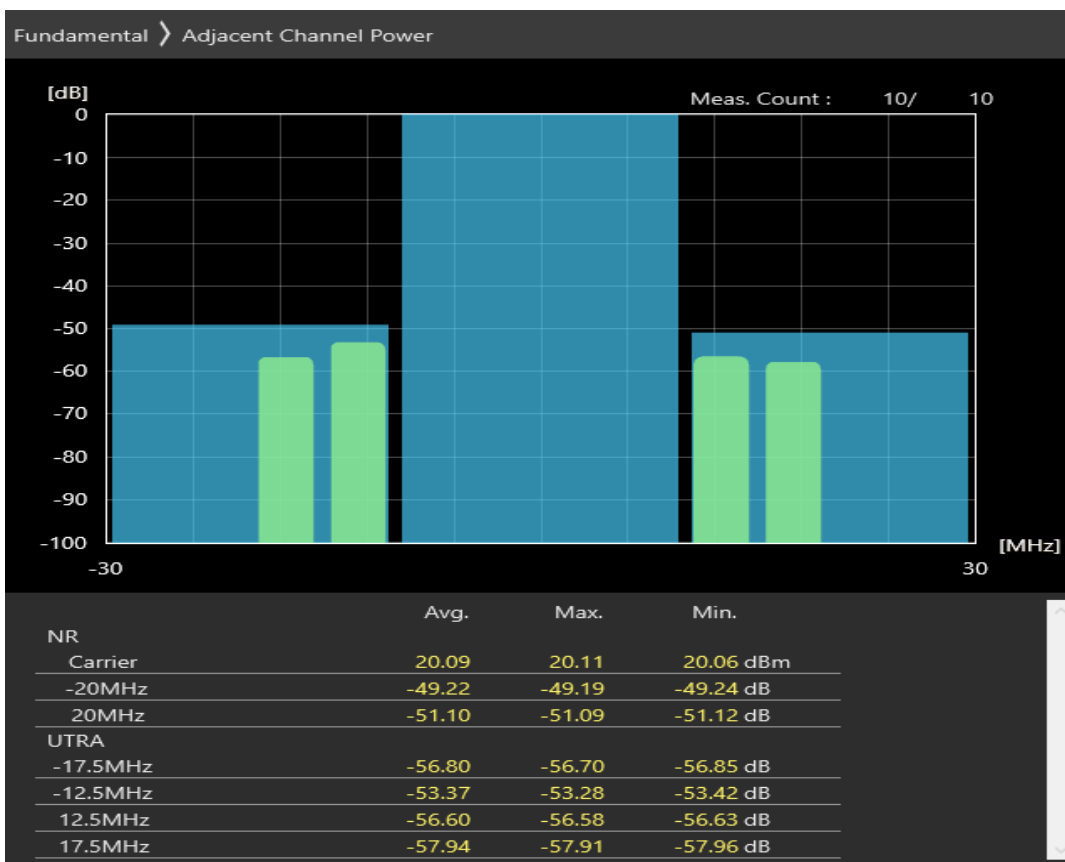 Fundamental 〉 Adjacent Channel Power
[dB]
Meas. Count : 10/ 10
0
-10
-20
-30
-40
-50
-60
-70
-80
-90
-100
[MHz]
-30 30
Avg. Max. Min.
NR
Carrier 20.09 20.11 20.06 dBm
-20MHz -49.22 -49.19 -49.24 dB
20MHz -51.10 -51.09 -51.12 dB
UTRA
-17.5MHz -56.80 -56.70 -56.85 dB
-12.5MHz -53.37 -53.28 -53.42 dB
12.5MHz -56.60 -56.58 -56.63 dB
17.5MHz -57.94 -57.91 -57.96 dB